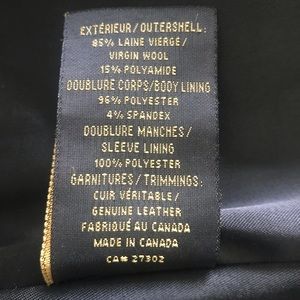 EXTÉRIEUR/OUTERSHELL:
85% LAINE VIERGE/
VIRGIN WOOL
15% POLYAMIDE
DOUBLURE CORPS/BODY LINING
96% POLYESTER
4% SPANDEX
DOUBLURE MANCHES/
SLEEVE LINING
100% POLYESTER
GARNITURES/TRIMMINGS:
CUIR VÉRITABLE/
GENUINE LEATHER
FABRIQUÉ AU CANADA
MADE IN CANADA
CA# 27302